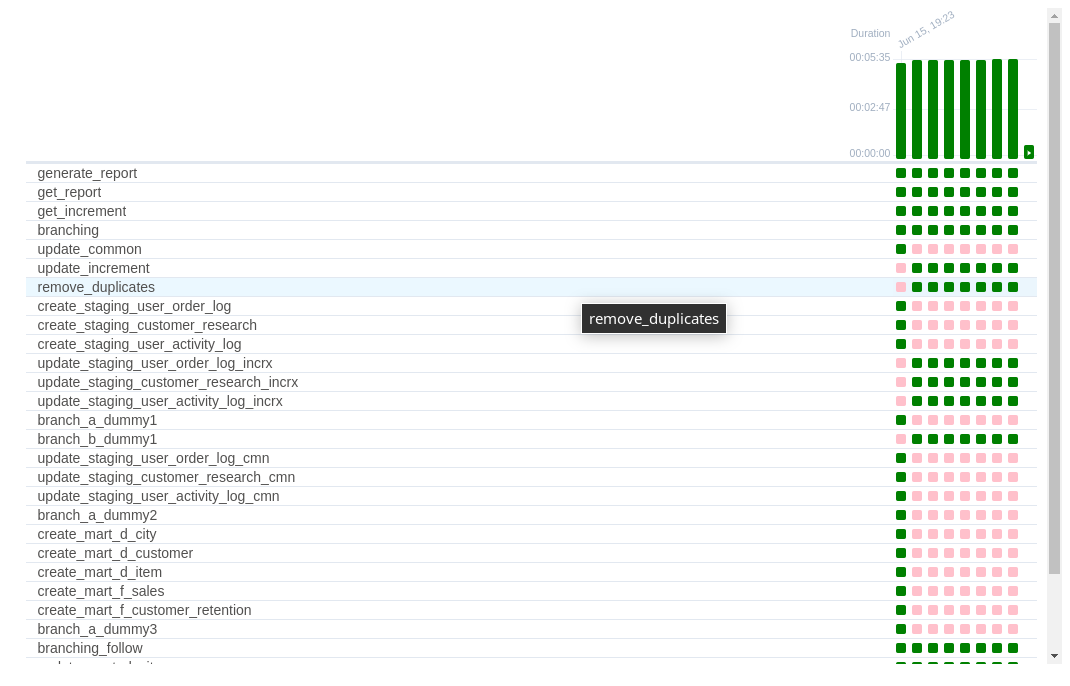 Jun 15, 19:23
Duration
00:05:35
00:02:47
00:00:00
generate_report
get_report
get_increment
branching
update_common
update_increment
remove_duplicates
create_staging_user_order_log
remove_duplicates
create_staging_customer_research
create_staging_user_activity_log
update_staging_user_order_log_incrx
update_staging_customer_research_incrx
update_staging_user_activity_log_incrx
branch_a_dummy1
branch_b_dummy1
update_staging_user_order_log_cmn
update_staging_customer_research_cmn
update_staging_user_activity_log_cmn
branch_a_dummy2
create_mart_d_city
create_mart_d_customer
create_mart_d_item
create_mart_f_sales
create_mart_f_customer_retention
branch_a_dummy3
branching_follow